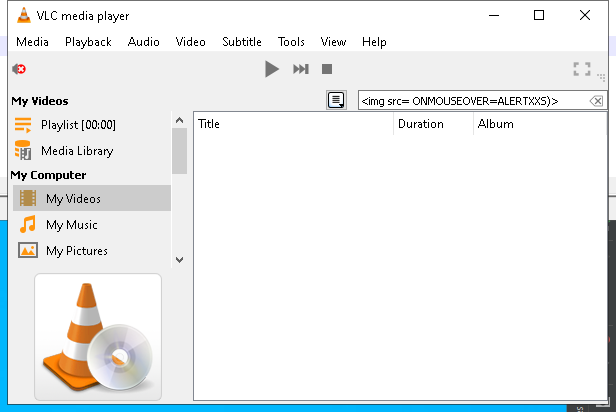 VLC media player
Media Playback Audio Video Subtitle Tools View Help
My Videos
<img src= ONMOUSEOVER=ALERTXXS)>
Playlist [00:00]
Title Duration Album
Media Library
My Computer
My Videos
My Music
My Pictures